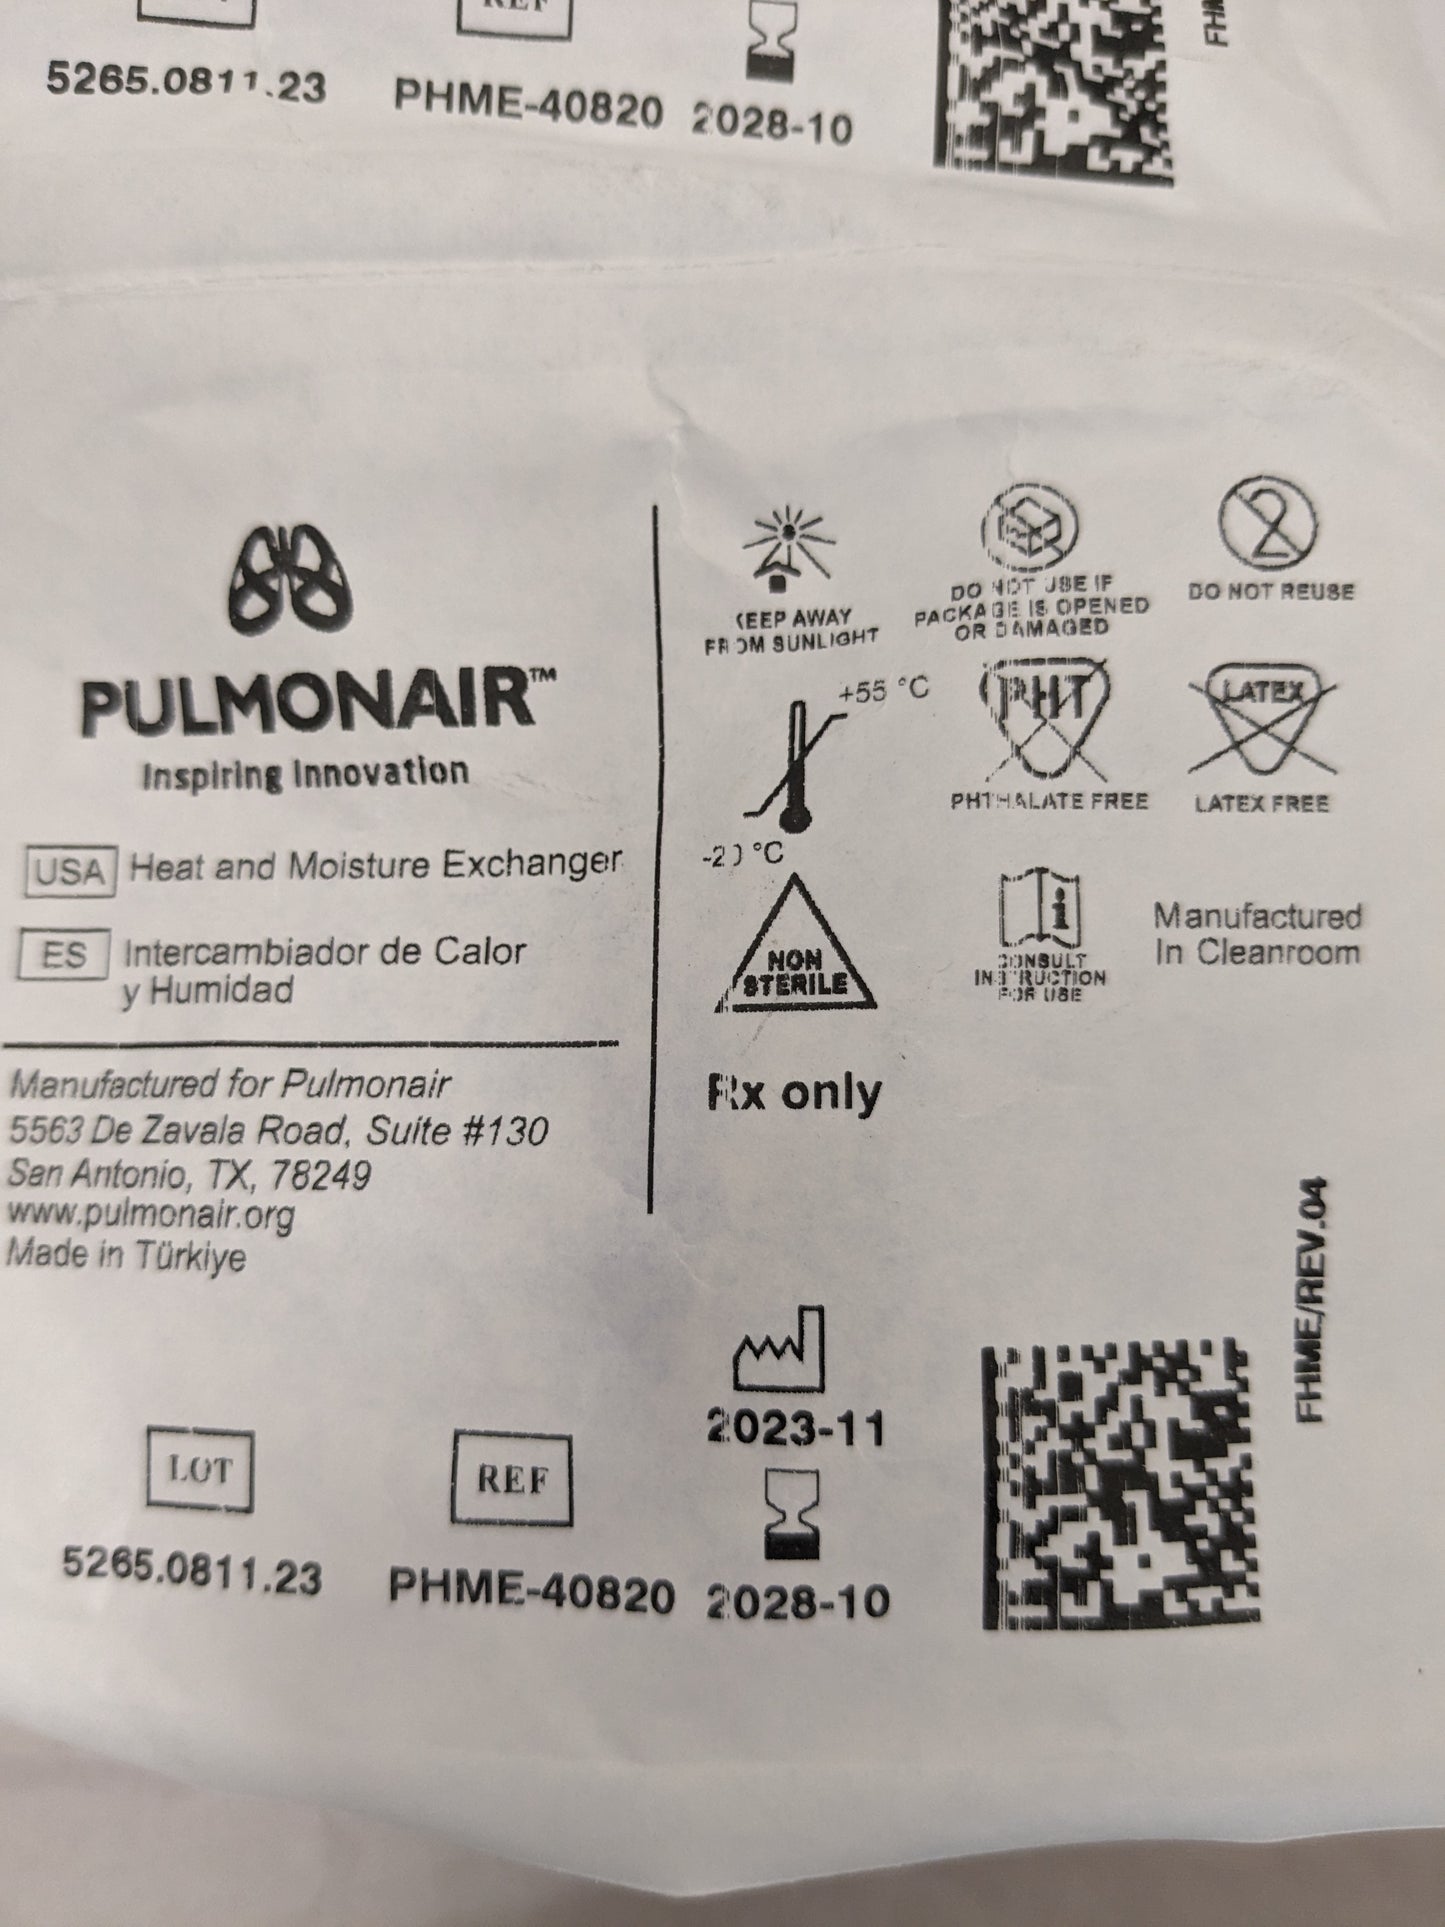 REF
5265.0811.23 PHME-40820 2028-10
PULMONAIR™
Inspiring Innovation
USA Heat and Moisture Exchanger
ES Intercambiador de Calor
y Humidad
Manufactured for Pulmonair
5563 De Zavala Road, Suite #130
San Antonio, TX, 78249
www.pulmonair.org
Made in Türkiye
KEEP AWAY
FROM SUNLIGHT
DO NOT USE IF
PACKAGE IS OPENED
OR DAMAGED
2
DO NOT REUSE
+55 °C
-20 °C
PHT
PHTHALATE FREE
LATEX
LATEX FREE
NON
STERILE
i
CONSULT
INSTRUCTION
FOR USE
Manufactured
In Cleanroom
Rx only
2023-11
LOT
5265.0811.23
REF
PHME-40820
2028-10
FHME/REV.04